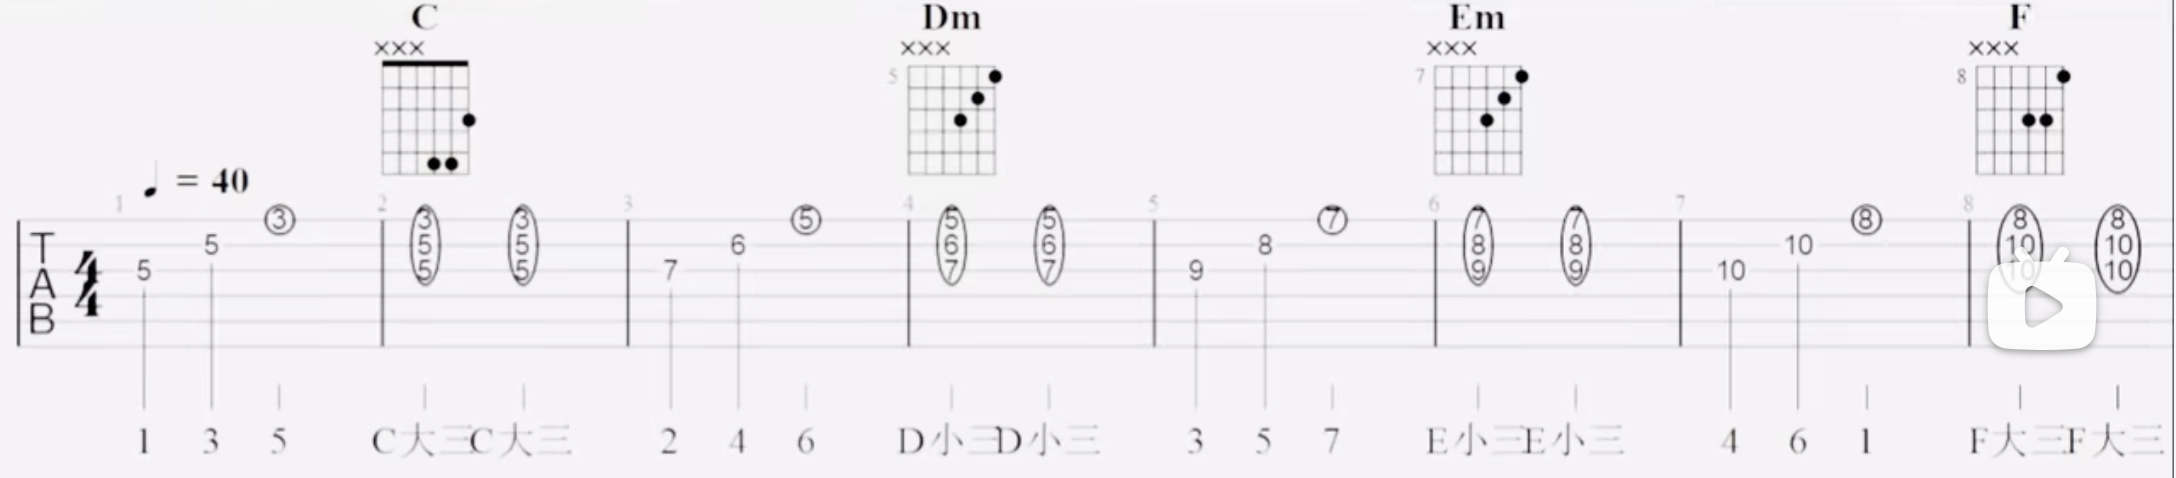 C Dm Em F
××× ××× ××× ×××
5 7 8
♩ = 40
1 2 3 4 5 6 7 8
3 3 3 5 5 5 7 7 7 8 8 8
T 5 5 5 6 6 6 8 8 8 10 10 10
A 4 5 5 5 7 7 7 9 9 9 10 10 10
B 4
1 3 5 C大三 C大三 2 4 6 D小三 D小三 3 5 7 E小三 E小三 4 6 1 F大三 F大三